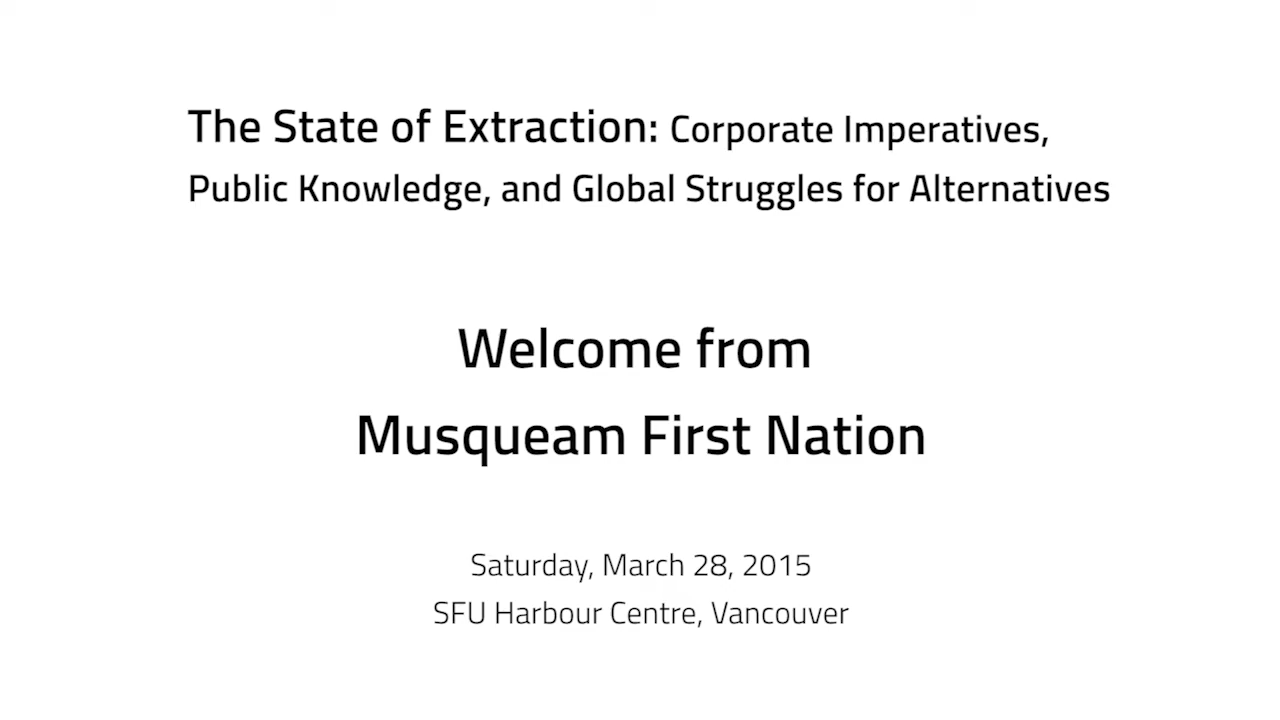 The State of Extraction: Corporate Imperatives,
Public Knowledge, and Global Struggles for Alternatives
Welcome from
Musqueam First Nation
Saturday, March 28, 2015
SFU Harbour Centre, Vancouver